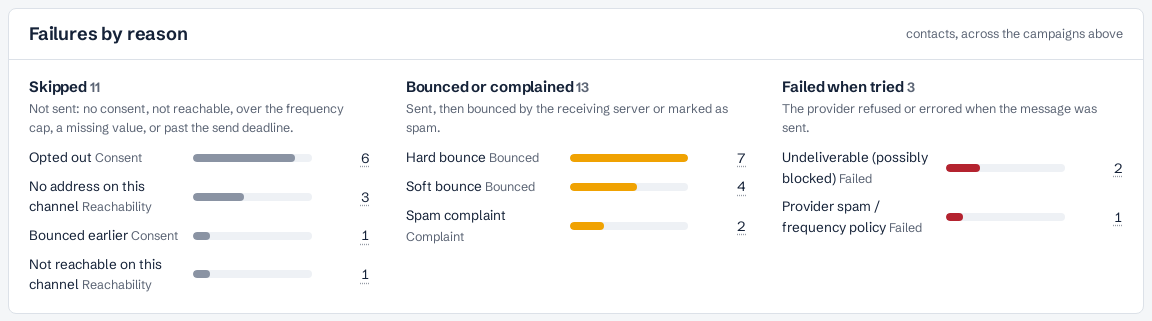 Failures by reason
contacts, across the campaigns above
Skipped 11
Not sent: no consent, not reachable, over the frequency
cap, a missing value, or past the send deadline.
Opted out Consent 6
No address on this
channel Reachability 3
Bounced earlier Consent 1
Not reachable on this
channel Reachability 1
Bounced or complained 13
Sent, then bounced by the receiving server or marked as
spam.
Hard bounce Bounced 7
Soft bounce Bounced 4
Spam complaint
Complaint 2
Failed when tried 3
The provider refused or errored when the message was
sent.
Undeliverable (possibly
blocked) Failed 2
Provider spam /
frequency policy Failed 1